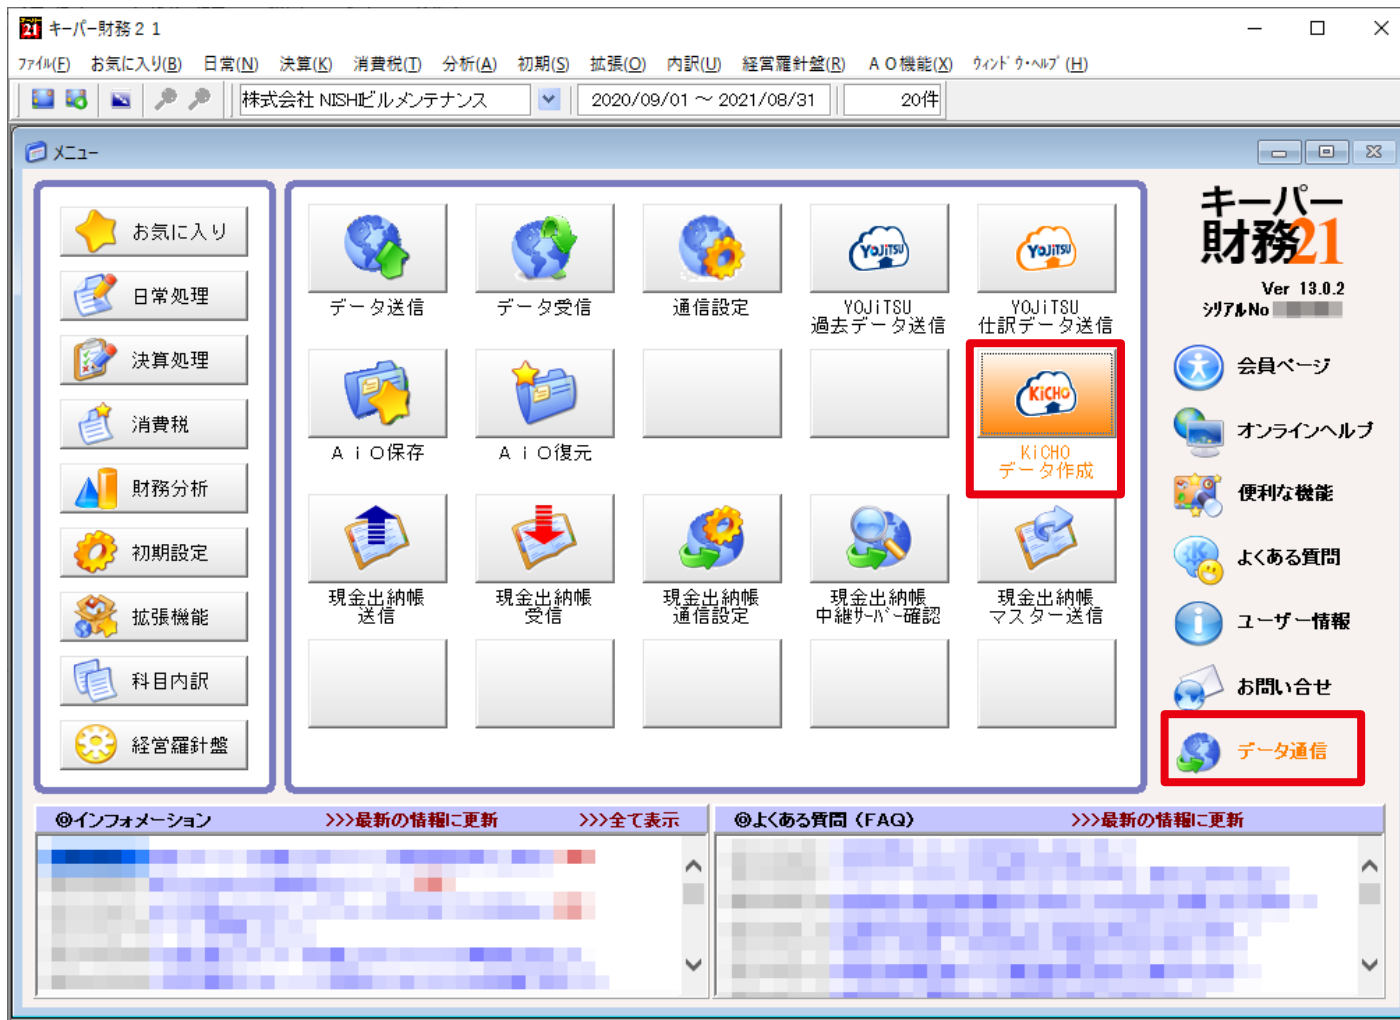 21 キーパー財務２１
ﾌｧｲﾙ(F) お気に入り(B) 日常(N) 決算(K) 消費税(T) 分析(A) 初期(S) 拡張(O) 内訳(U) 経営羅針盤(R) ＡＯ機能(X) ｳｨﾝﾄﾞｳ・ﾍﾙﾌﾟ(H)
株式会社 NISHIビルメンテナンス 2020/09/01 ～ 2021/08/31 20件
メニュー
お気に入り
日常処理
決算処理
消費税
財務分析
初期設定
拡張機能
科目内訳
経営羅針盤
データ送信
データ受信
通信設定
YOJiTSU
YOJiTSU
過去データ送信
YOJiTSU
YOJiTSU
仕訳データ送信
ＡｉＯ保存
ＡｉＯ復元
KiCHO
KiCHO
データ作成
現金出納帳
送信
現金出納帳
受信
現金出納帳
通信設定
現金出納帳
中継ｻｰﾊﾞｰ確認
現金出納帳
マスター送信
キーパー
財務21
Ver 13.0.2
ｼﾘｱﾙNo
会員ページ
オンラインヘルプ
便利な機能
よくある質問
ユーザー情報
お問い合せ
データ通信
◎インフォメーション >>>最新の情報に更新 >>>全て表示
◎よくある質問（FAQ） >>>最新の情報に更新